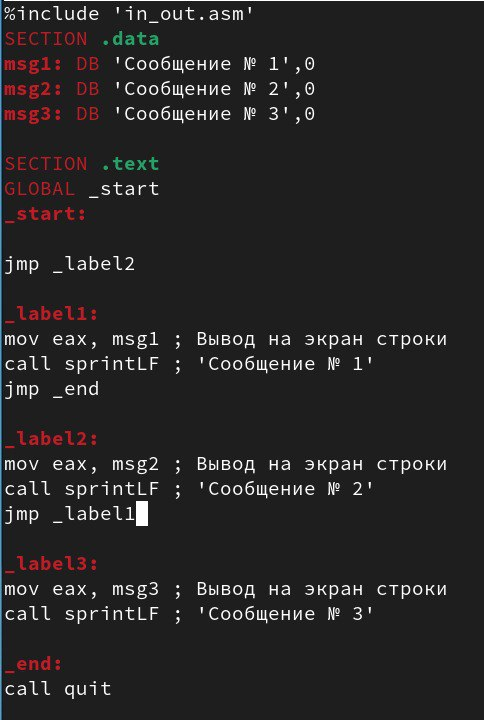 %include 'in_out.asm'
SECTION .data
msg1: DB 'Сообщение № 1',0
msg2: DB 'Сообщение № 2',0
msg3: DB 'Сообщение № 3',0
SECTION .text
GLOBAL _start
_start:
jmp _label2
_label1:
mov eax, msg1 ; Вывод на экран строки
call sprintLF ; 'Сообщение № 1'
jmp _end
_label2:
mov eax, msg2 ; Вывод на экран строки
call sprintLF ; 'Сообщение № 2'
jmp _label1
_label3:
mov eax, msg3 ; Вывод на экран строки
call sprintLF ; 'Сообщение № 3'
_end:
call quit